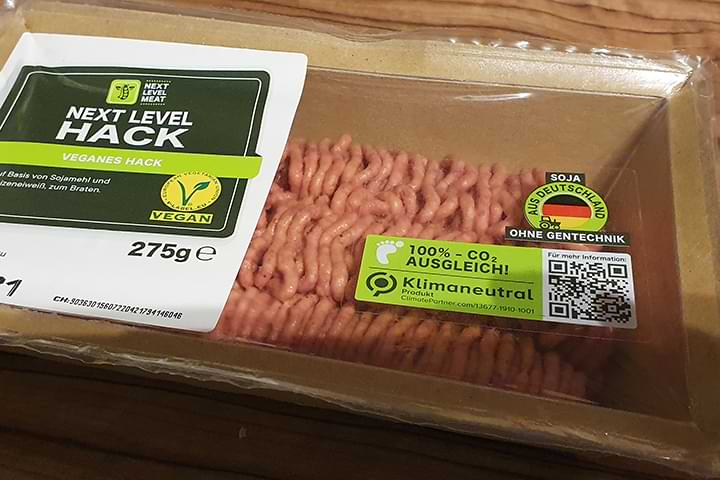 NEXT
LEVEL
MEAT
NEXT LEVEL
HACK
VEGANES HACK
uf Basis von Sojamehl und
izeneiweiß, zum Braten.
VEGAN
275g e
SOJA
AUS DEUTSCHLAND
OHNE GENTECHNIK
100% - CO₂
AUSGLEICH!
Klimaneutral
Produkt
ClimatePartner.com/13677-1910-1001
Für mehr Information: